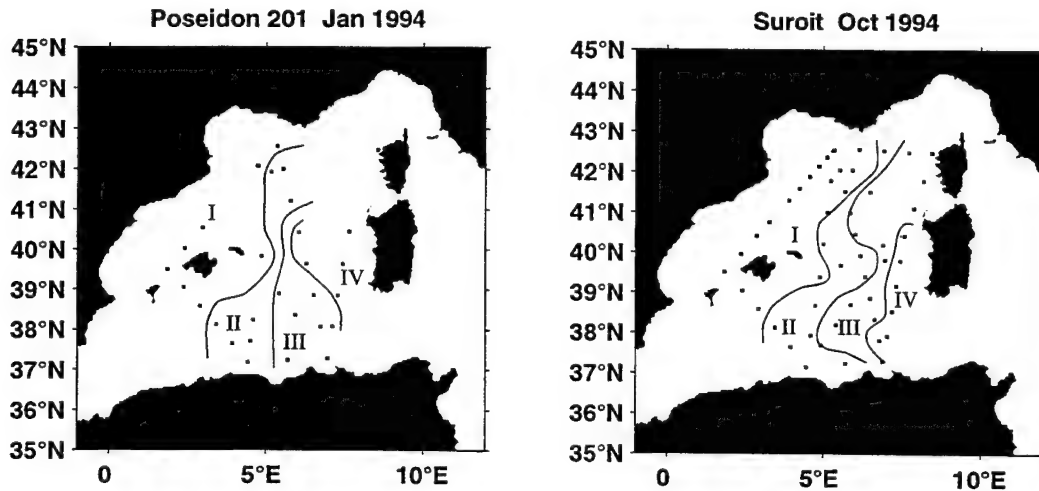 Poseidon 201 Jan 1994
45°N
44°N
43°N
42°N
41°N
40°N
39°N
38°N
37°N
36°N
35°N
0
5°E
10°E
I
II
III
IV
Suroit Oct 1994
45°N
44°N
43°N
42°N
41°N
40°N
39°N
38°N
37°N
36°N
35°N
0
5°E
10°E
I
II
III
IV